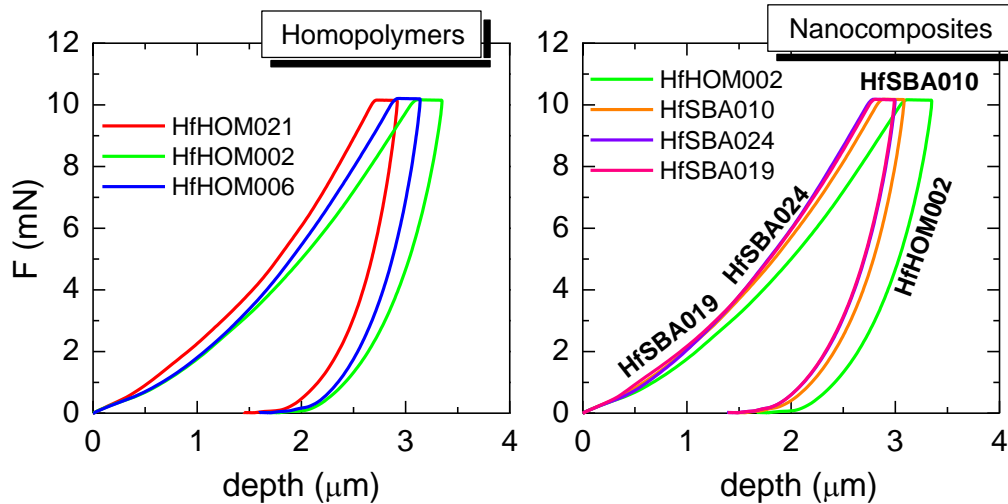 Homopolymers
12
10
8
6
4
2
0
F (mN)
HfHOM021
HfHOM002
HfHOM006
0 1 2 3 4
depth (μm)
Nanocomposites
12
10
8
6
4
2
0
HfHOM002
HfSBA010
HfSBA024
HfSBA019
HfSBA010
HfSBA024
HfHOM002
HfSBA019
0 1 2 3 4
depth (μm)